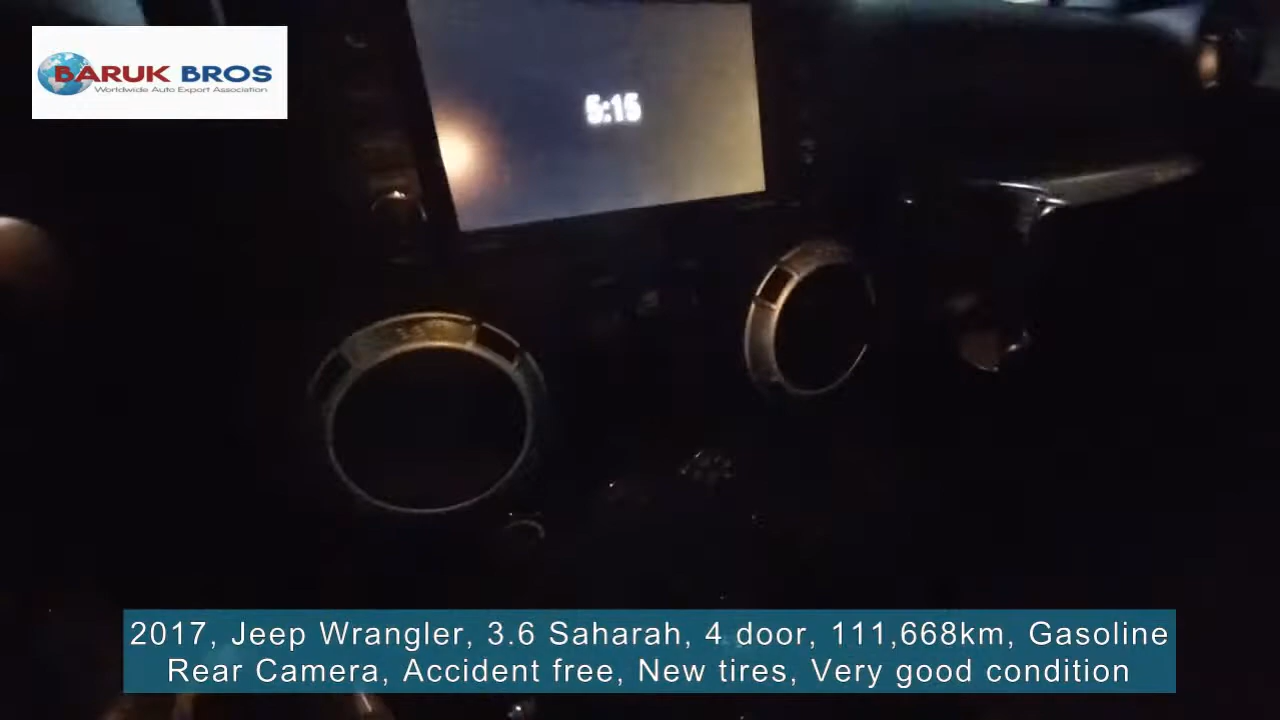 BARUK BROS
Worldwide Auto Export Association
5:15
2017, Jeep Wrangler, 3.6 Saharah, 4 door, 111,668km, Gasoline
Rear Camera, Accident free, New tires, Very good condition